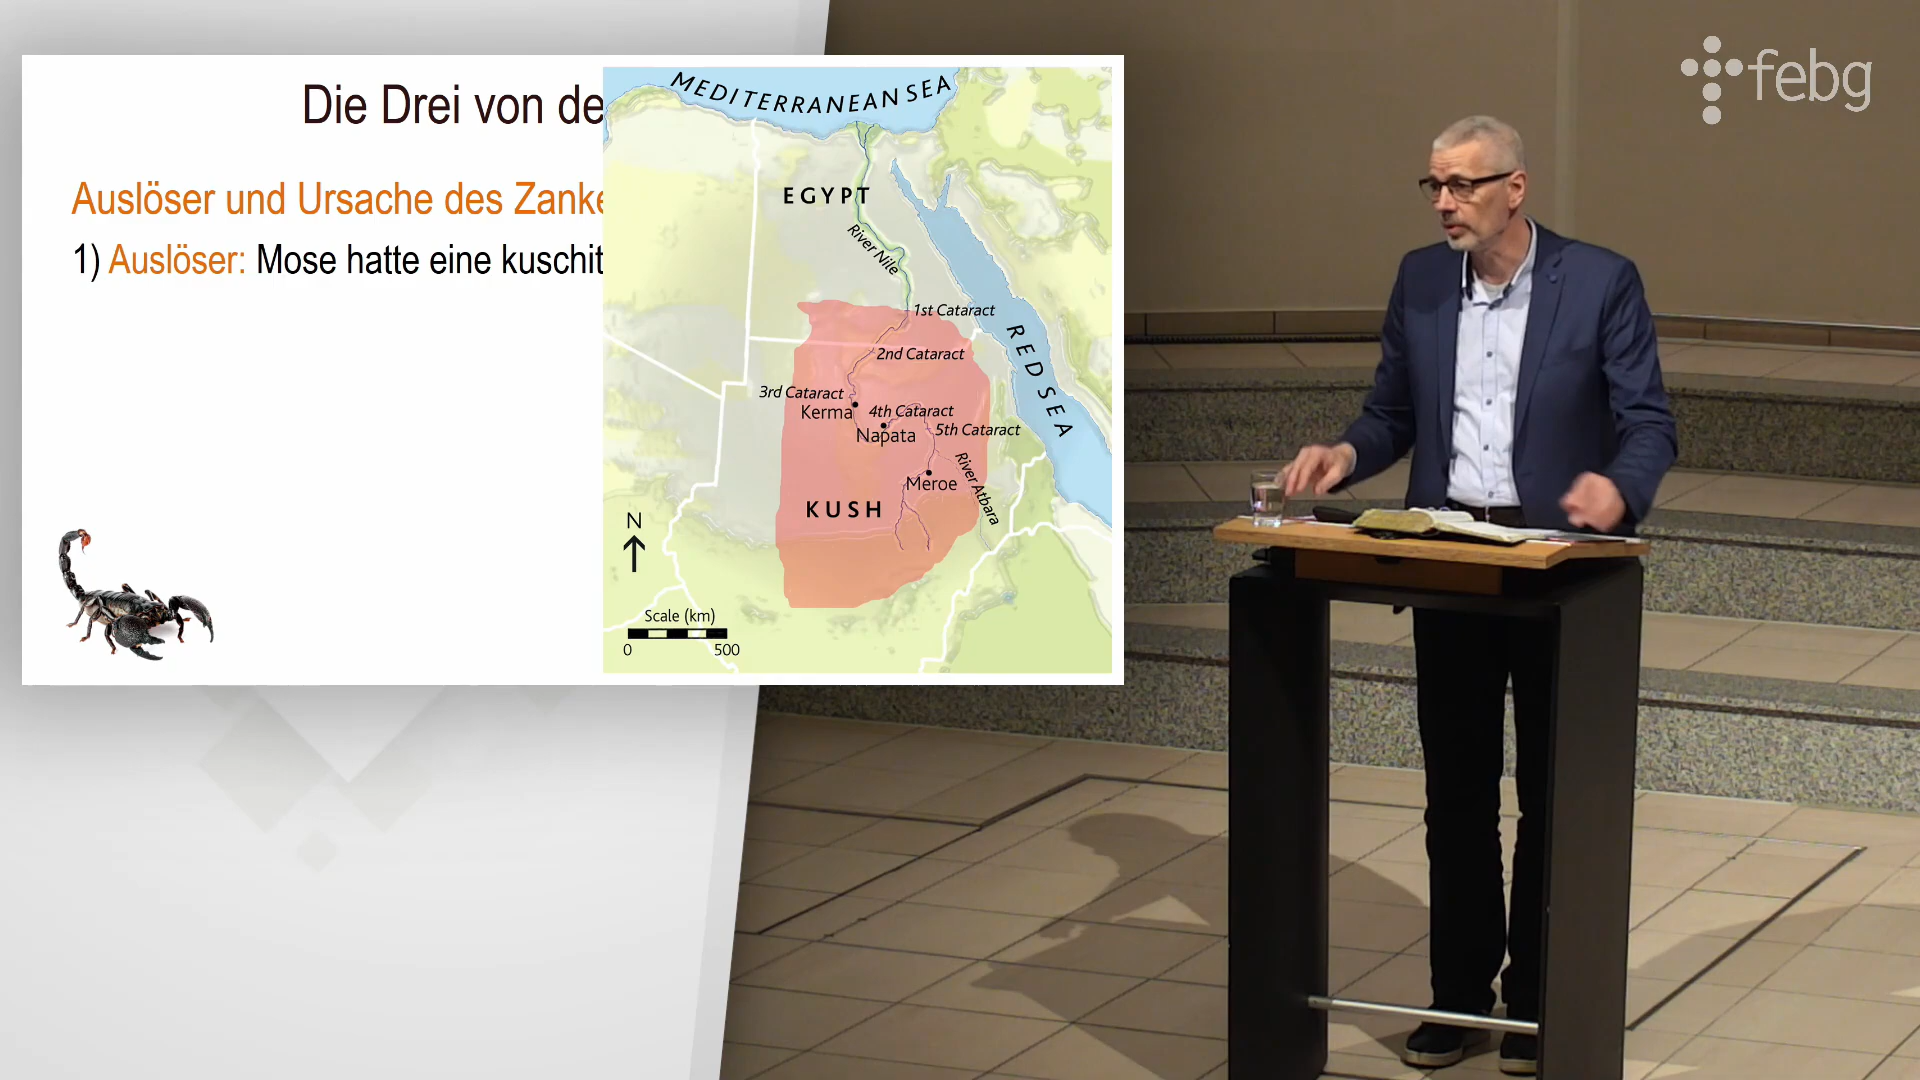 febg
Die Drei von de
Auslöser und Ursache des Zanke
1) Auslöser: Mose hatte eine kuschit
MEDITERRANEAN SEA
EGYPT
River Nile
1st Cataract
RED SEA
2nd Cataract
3rd Cataract
Kerma
4th Cataract
Napata
5th Cataract
River Atbara
Meroe
KUSH
N
Scale (km)
0 500